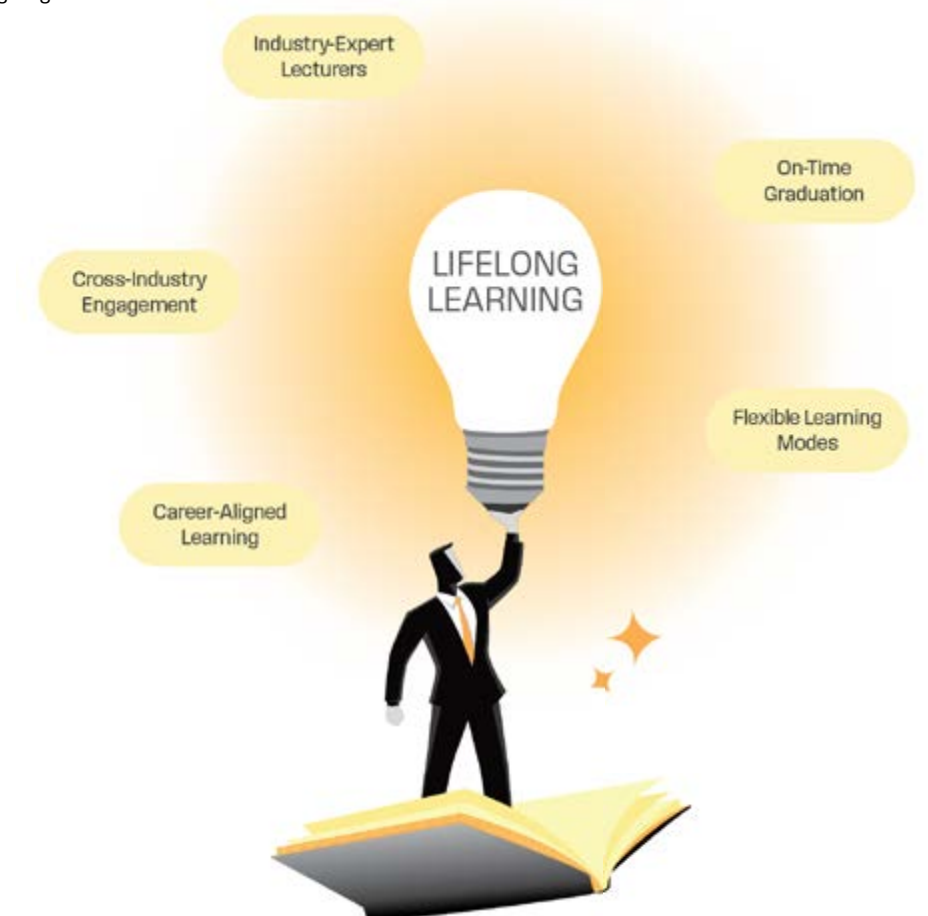 Industry-Expert
Lecturers
On-Time
Graduation
LIFELONG
LEARNING
Cross-Industry
Engagement
Flexible Learning
Modes
Career-Aligned
Learning